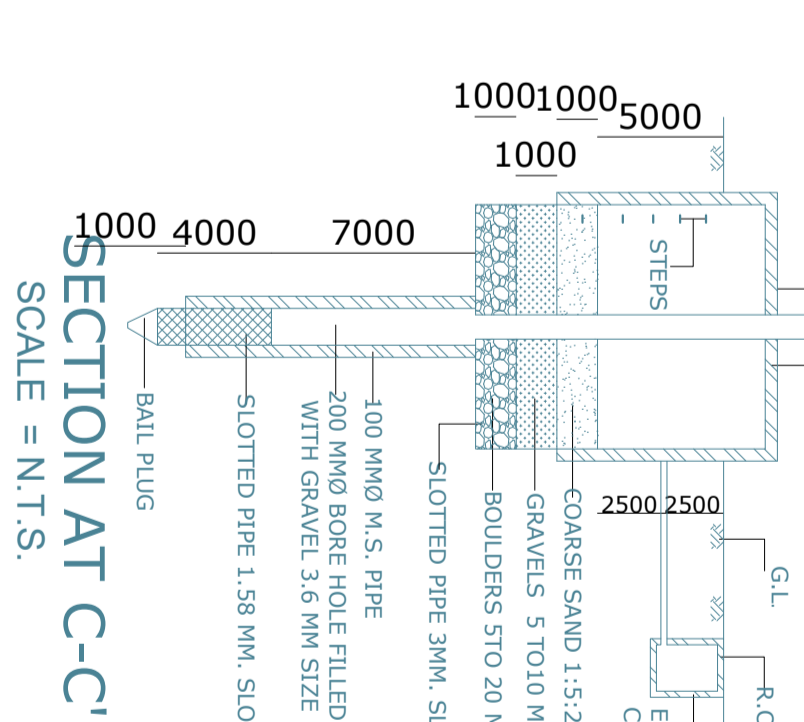 1000
1000
5000
1000
1000
4000
7000
STEPS
2500
2500
G.L.
R.C
E
C
COARSE SAND 1:5:2
GRAVELS 5 TO10 M
BOULDERS 5TO 20 M
SLOTTED PIPE 3MM. SL
100 MMØ M.S. PIPE
200 MMØ BORE HOLE FILLED
WITH GRAVEL 3.6 MM SIZE
SLOTTED PIPE 1.58 MM. SLO
BAIL PLUG
SECTION AT C-C'
SCALE = N.T.S.